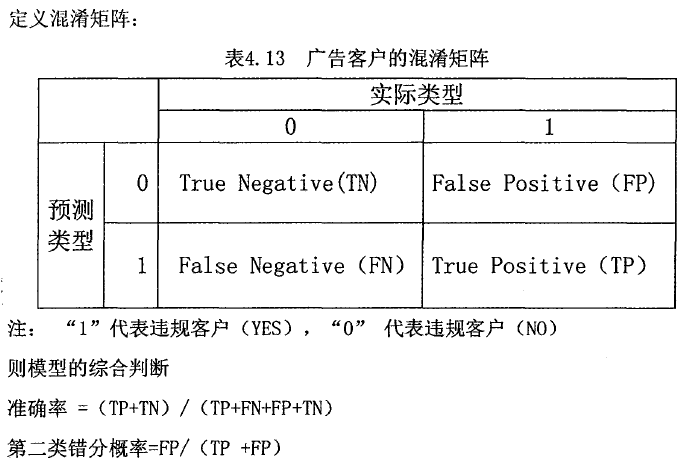 定义混淆矩阵：
表4.13 广告客户的混淆矩阵
实际类型
0 1
预测类型
0 True Negative(TN) False Positive（FP)
1 False Negative（FN） True Positive（TP）
注： “1”代表违规客户（YES），“0” 代表违规客户（NO）
则模型的综合判断
准确率 =（TP+TN）/（TP+FN+FP+TN）
第二类错分概率=FP/（TP +FP）